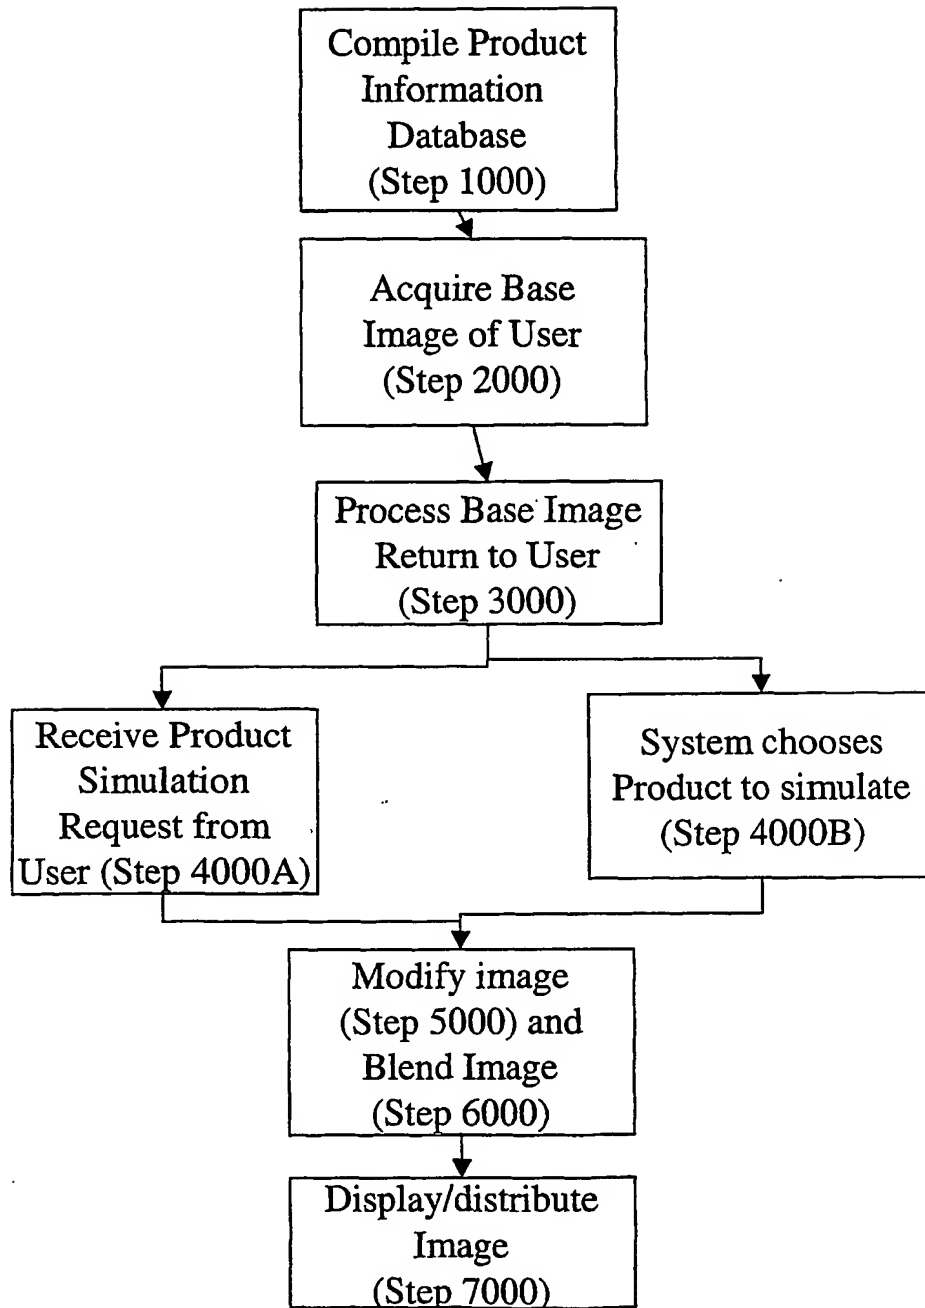 Compile Product
Information
Database
(Step 1000)
Acquire Base
Image of User
(Step 2000)
Process Base Image
Return to User
(Step 3000)
Receive Product
Simulation
Request from
User (Step 4000A)
System chooses
Product to simulate
(Step 4000B)
Modify image
(Step 5000) and
Blend Image
(Step 6000)
Display/distribute
Image
(Step 7000)